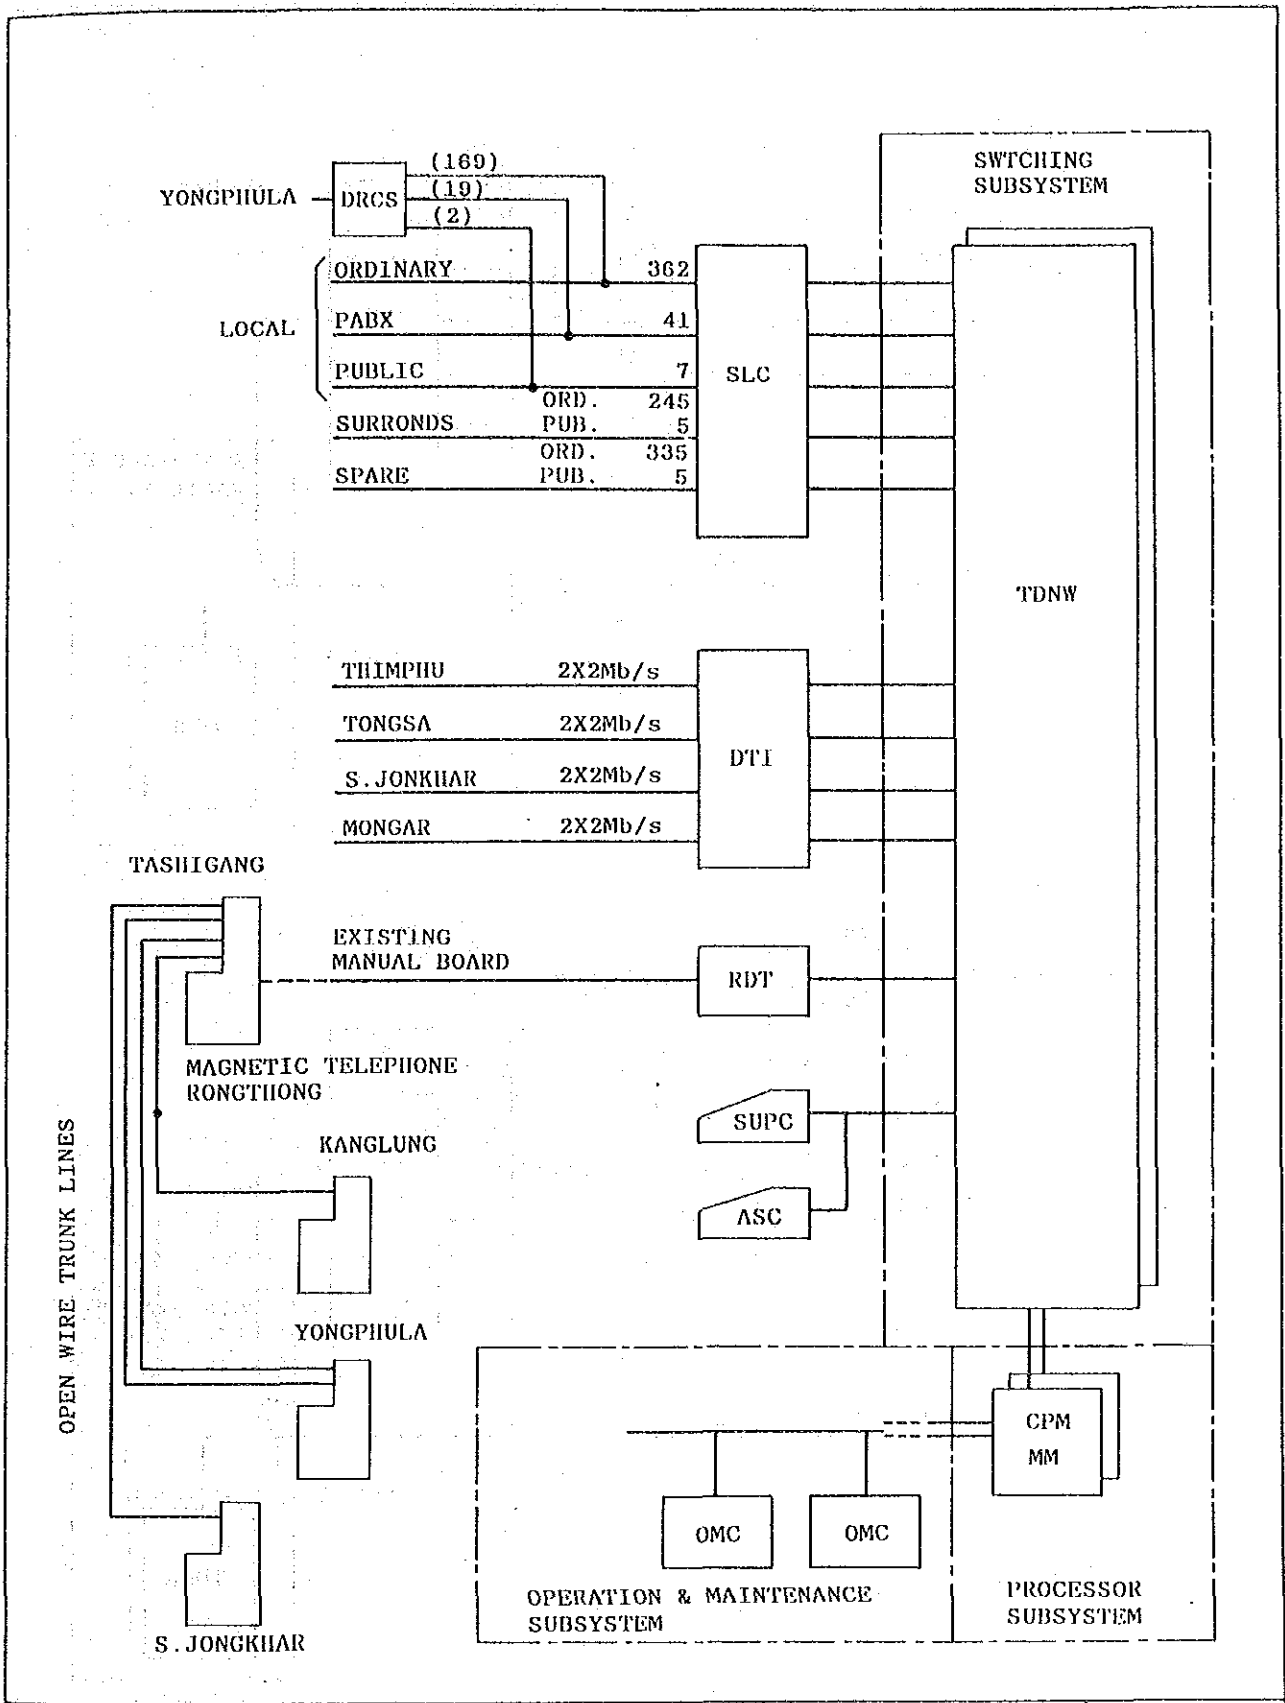 SWTCHING
SUBSYSTEM
(169)
(19)
(2)
YONGPHULA
DRCS
ORDINARY 362
LOCAL
PABX 41
PUBLIC 7
SLC
ORD. 245
SURRONDS PUB. 5
ORD. 335
SPARE PUB. 5
TDNW
THIMPHU 2X2Mb/s
TONGSA 2X2Mb/s
DTI
S.JONKHAR 2X2Mb/s
MONGAR 2X2Mb/s
TASHIGANG
EXISTING
MANUAL BOARD
RDT
MAGNETIC TELEPHONE
RONGTHONG
SUPC
KANGLUNG
ASC
OPEN WIRE TRUNK LINES
YONGPHULA
CPM
MM
OMC
OMC
OPERATION & MAINTENANCE
SUBSYSTEM
PROCESSOR
SUBSYSTEM
S.JONGKHAR